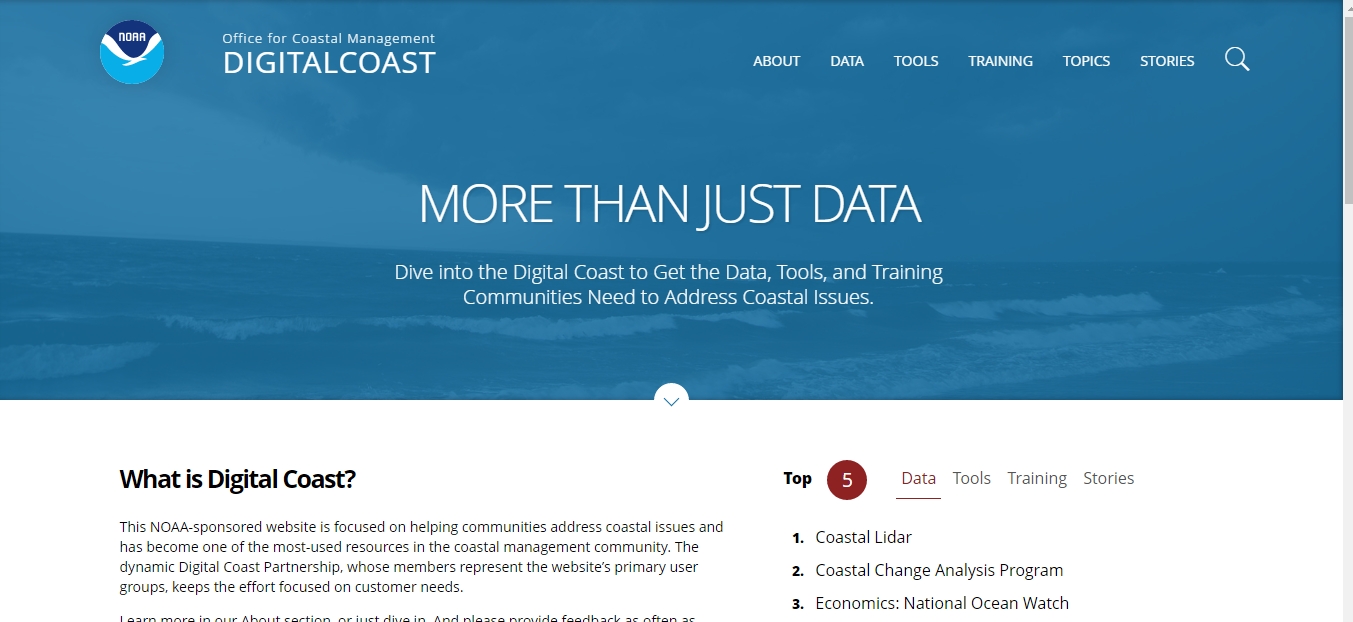 NOAA
Office for Coastal Management
DIGITALCOAST
ABOUT DATA TOOLS TRAINING TOPICS STORIES
MORE THAN JUST DATA
Dive into the Digital Coast to Get the Data, Tools, and Training
Communities Need to Address Coastal Issues.
What is Digital Coast?
This NOAA-sponsored website is focused on helping communities address coastal issues and
has become one of the most-used resources in the coastal management community. The
dynamic Digital Coast Partnership, whose members represent the website’s primary user
groups, keeps the effort focused on customer needs.
Learn more in our About section, or just dive in. And please provide feedback as often as
Top 5 Data Tools Training Stories
1. Coastal Lidar
2. Coastal Change Analysis Program
3. Economics: National Ocean Watch